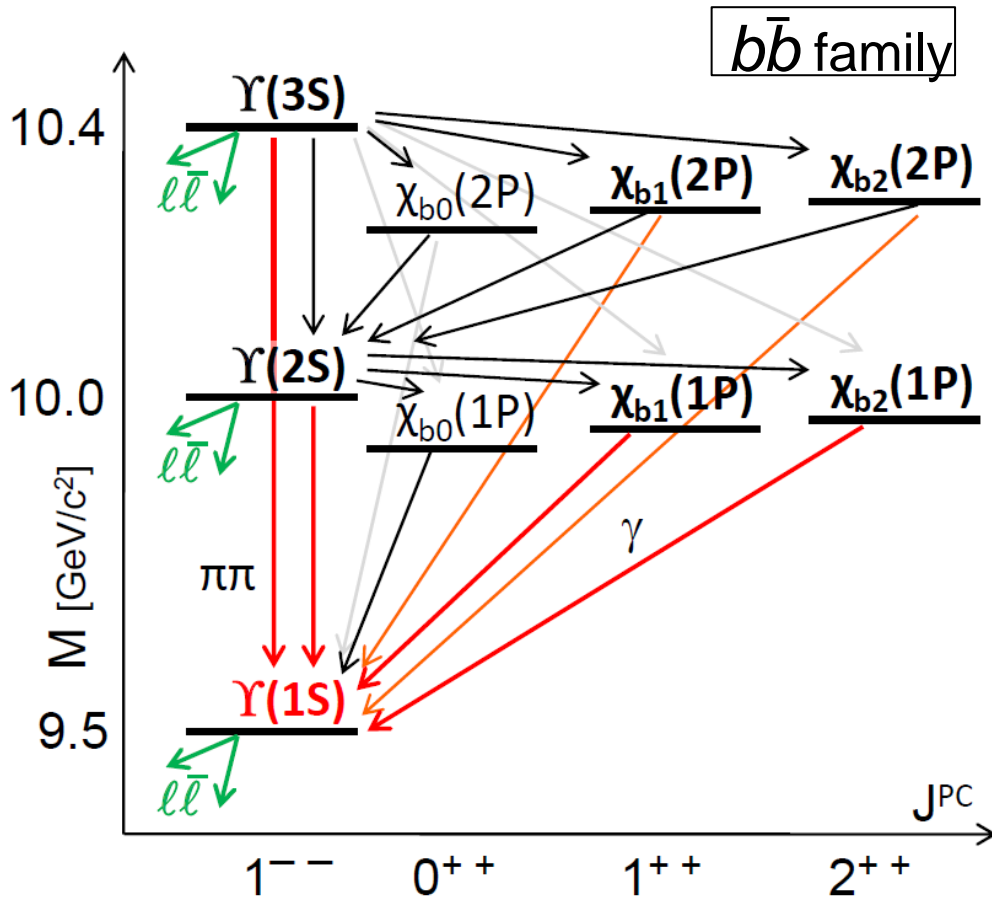 bb̄ family
ϒ(3S)
10.4
ℓℓ̄
χb0(2P)
χb1(2P)
χb2(2P)
ϒ(2S)
10.0
ℓℓ̄
χb0(1P)
χb1(1P)
χb2(1P)
γ
ππ
M [GeV/c²]
ϒ(1S)
9.5
ℓℓ̄
Jᴾᶜ
1⁻⁻ 0⁺⁺ 1⁺⁺ 2⁺⁺